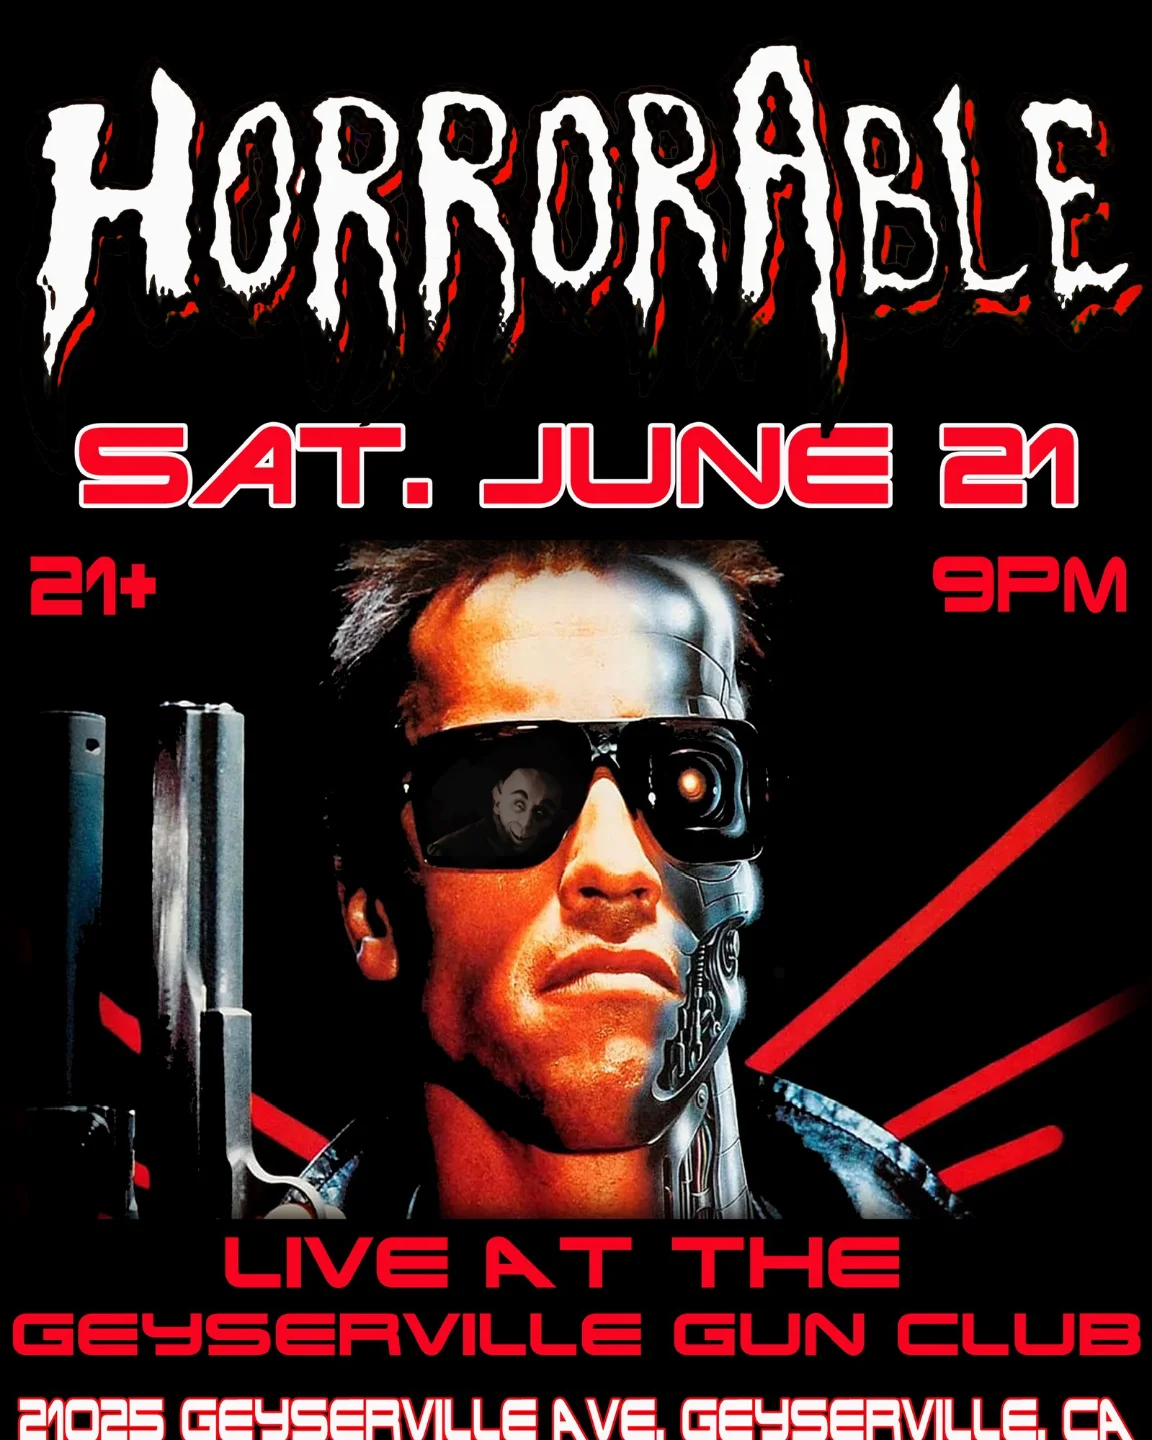 HORRORABLE
SAT. JUNE 21
21+
9PM
LIVE AT THE
GEYSERVILLE GUN CLUB
21025 GEYSERVILLE AVE, GEYSERVILLE, CA